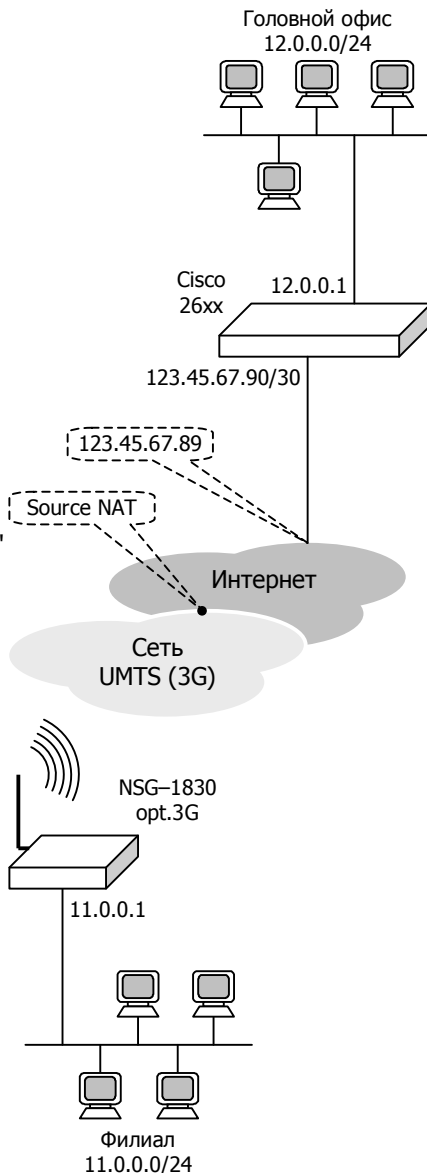 Головной офис
12.0.0.0/24
Cisco
26xx
12.0.0.1
123.45.67.90/30
123.45.67.89
Source NAT
"
Интернет
Сеть
UMTS (3G)
NSG–1830
opt.3G
11.0.0.1
Филиал
11.0.0.0/24